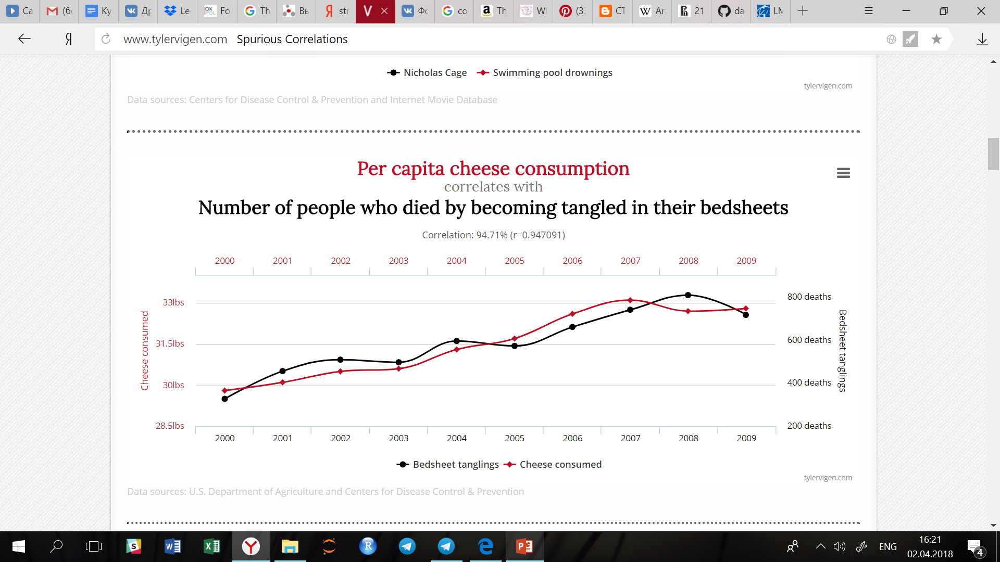 Ca
(б
Ку
Др
Le
Fo
Th
Вы
str
Фо
co
Th
W
(3
CT
Ar
21
da
LM
www.tylervigen.com Spurious Correlations
Nicholas Cage Swimming pool drownings
tylervigen.com
Data sources: Centers for Disease Control & Prevention and Internet Movie Database
Per capita cheese consumption
correlates with
Number of people who died by becoming tangled in their bedsheets
Correlation: 94.71% (r=0.947091)
2000 2001 2002 2003 2004 2005 2006 2007 2008 2009
Cheese consumed
33lbs
31.5lbs
30lbs
28.5lbs
800 deaths
600 deaths
400 deaths
200 deaths
Bedsheet tanglings
2000 2001 2002 2003 2004 2005 2006 2007 2008 2009
Bedsheet tanglings Cheese consumed
tylervigen.com
Data sources: U.S. Department of Agriculture and Centers for Disease Control & Prevention
ENG
16:21
02.04.2018
4